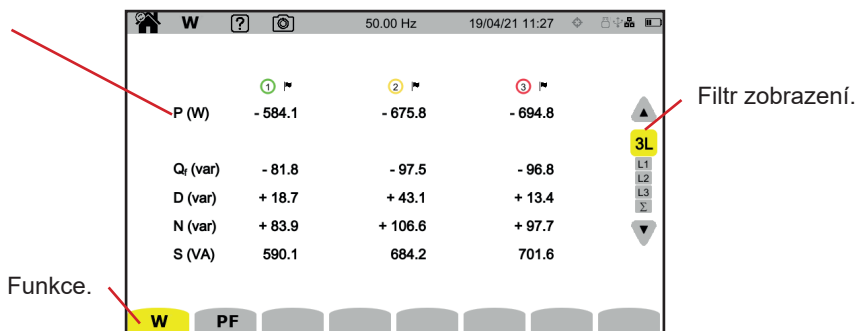 W ? 50.00 Hz 19/04/21 11:27
1 2 3
P (W) - 584.1 - 675.8 - 694.8
Filtr zobrazení.
3L
L1
L2
L3
Σ
Qf (var) - 81.8 - 97.5 - 96.8
D (var) + 18.7 + 43.1 + 13.4
N (var) + 83.9 + 106.6 + 97.7
S (VA) 590.1 684.2 701.6
Funkce.
W PF